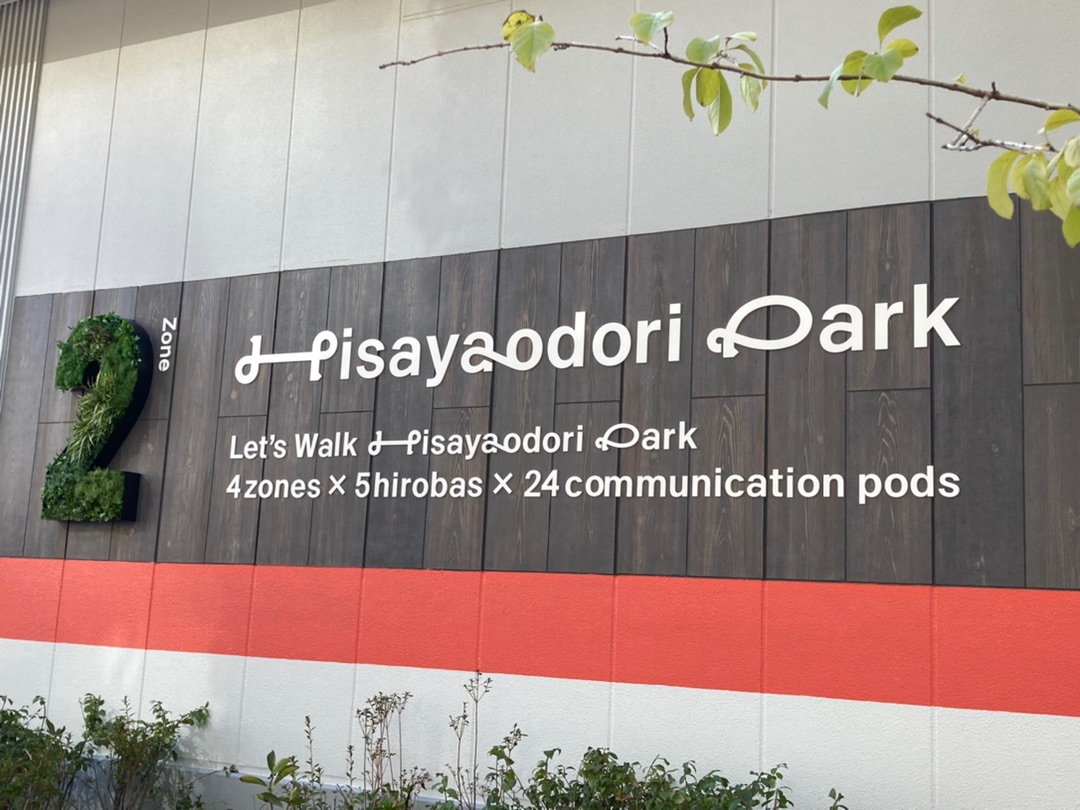 2
Zone
Hisayaodori Park
Let's Walk Hisayaodori Park
4zones × 5hirobas × 24communication pods